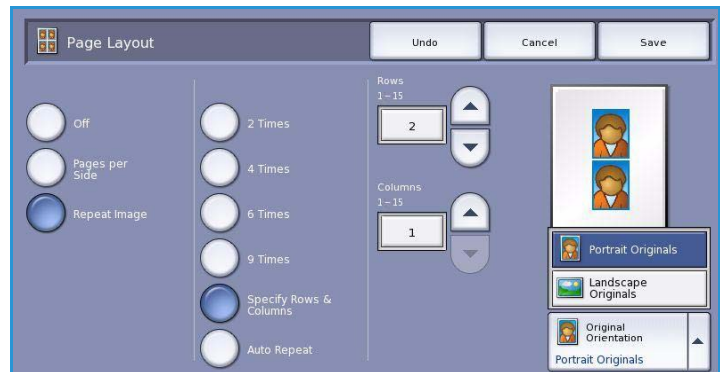 Page Layout
Undo
Cancel
Save
Off
Pages per
Side
Repeat Image
2 Times
4 Times
6 Times
9 Times
Specify Rows &
Columns
Auto Repeat
Rows
1-15
2
Columns
1-15
1
Portrait Originals
Landscape
Originals
Original
Orientation
Portrait Originals